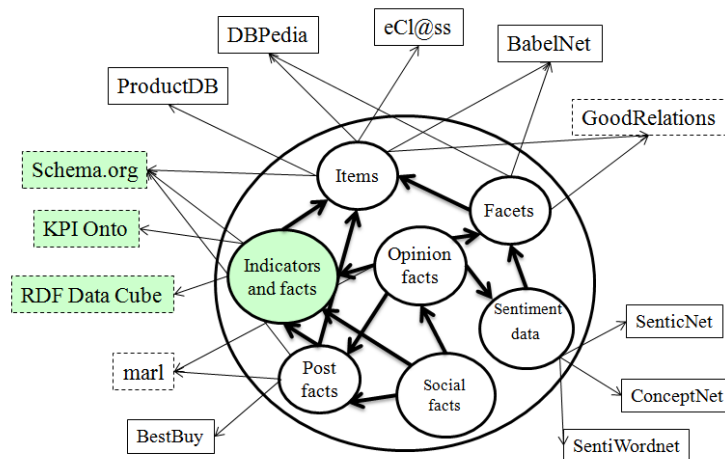 DBPedia
eCl@ss
BabelNet
ProductDB
GoodRelations
Schema.org
Items
KPI Onto
Facets
Indicators
and facts
Opinion
facts
RDF Data Cube
Sentiment
data
SenticNet
marl
Post
facts
Social
facts
ConceptNet
BestBuy
SentiWordnet